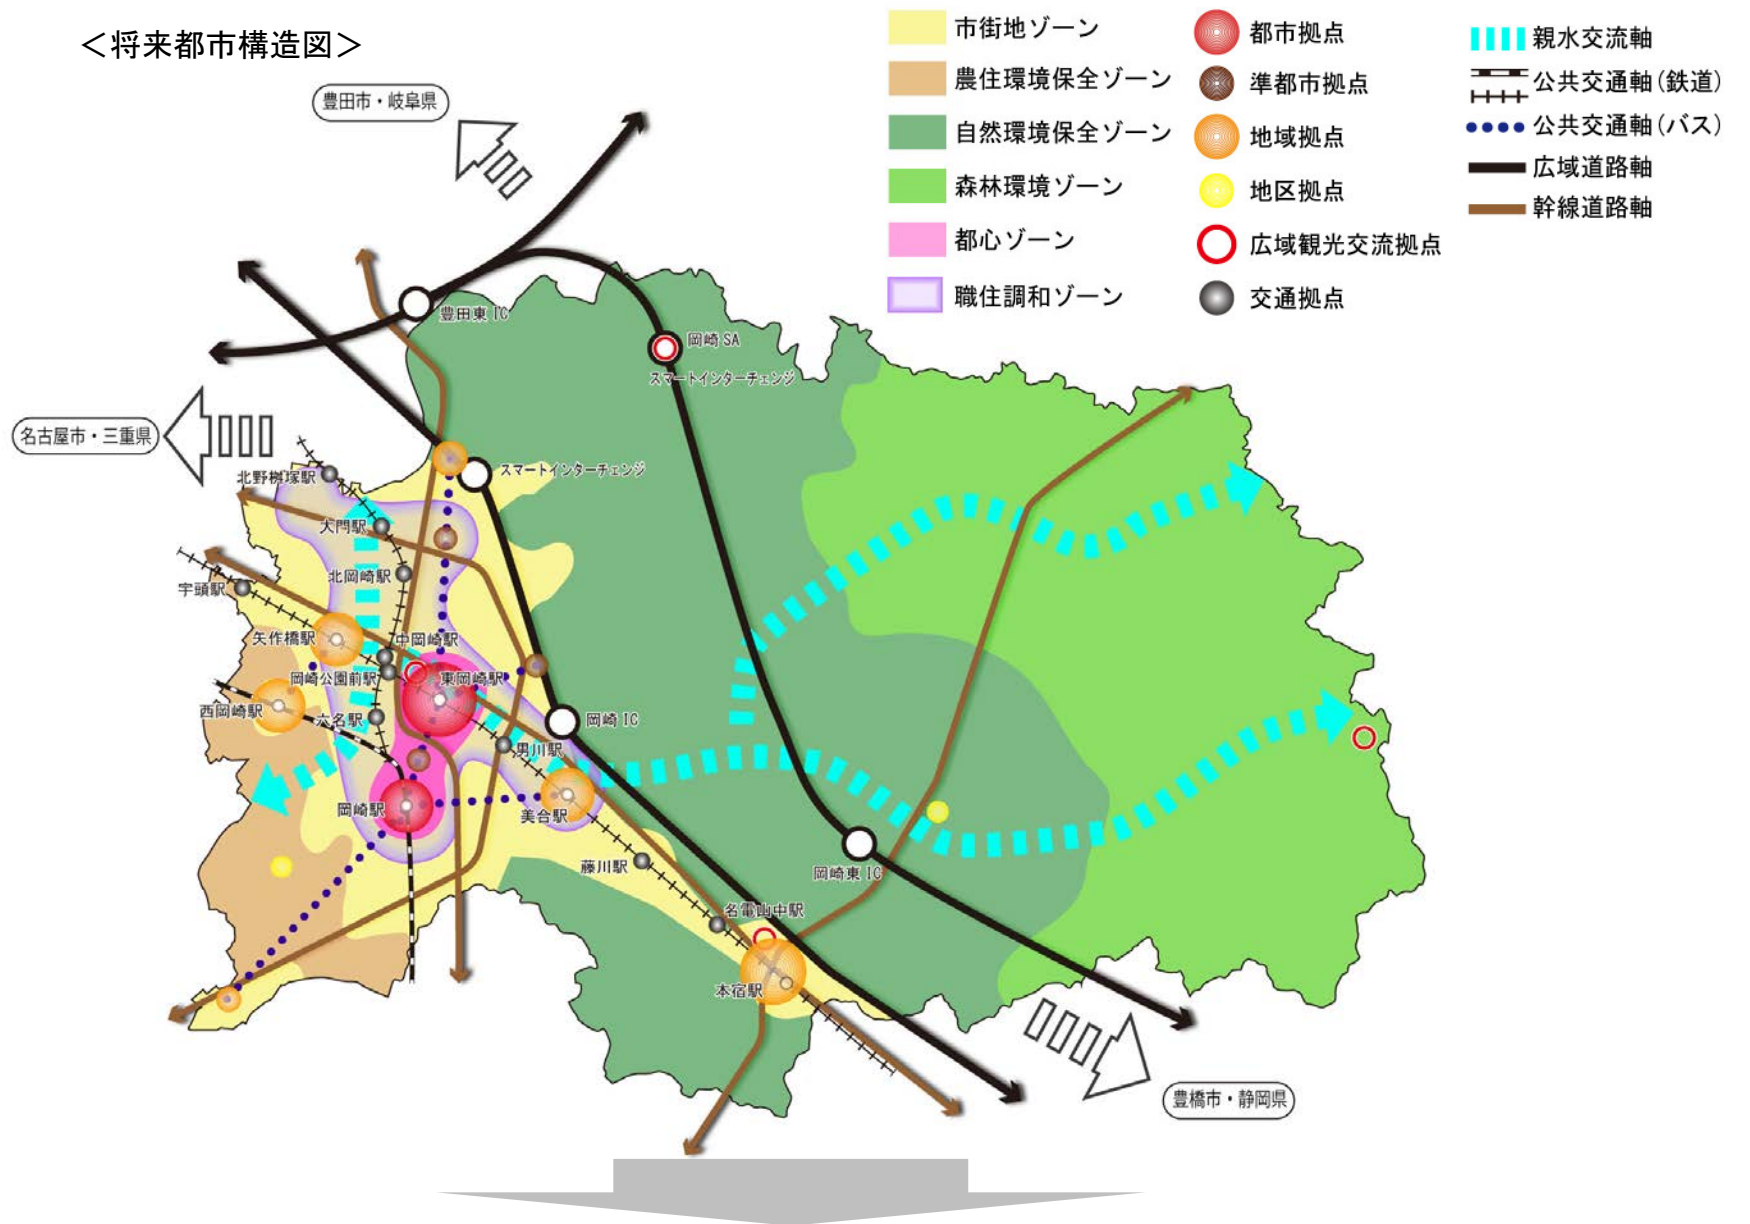 ＜将来都市構造図＞
市街地ゾーン
農住環境保全ゾーン
自然環境保全ゾーン
森林環境ゾーン
都心ゾーン
職住調和ゾーン
都市拠点
準都市拠点
地域拠点
地区拠点
広域観光交流拠点
交通拠点
親水交流軸
公共交通軸(鉄道)
公共交通軸(バス)
広域道路軸
幹線道路軸
豊田市・岐阜県
豊田東IC
岡崎SA
スマートインターチェンジ
名古屋市・三重県
スマートインターチェンジ
北野桝塚駅
大門駅
北岡崎駅
宇頭駅
矢作橋駅
中岡崎駅
岡崎公園前駅
東岡崎駅
西岡崎駅
六名駅
岡崎IC
男川駅
岡崎駅
美合駅
藤川駅
岡崎東IC
名電山中駅
本宿駅
豊橋市・静岡県